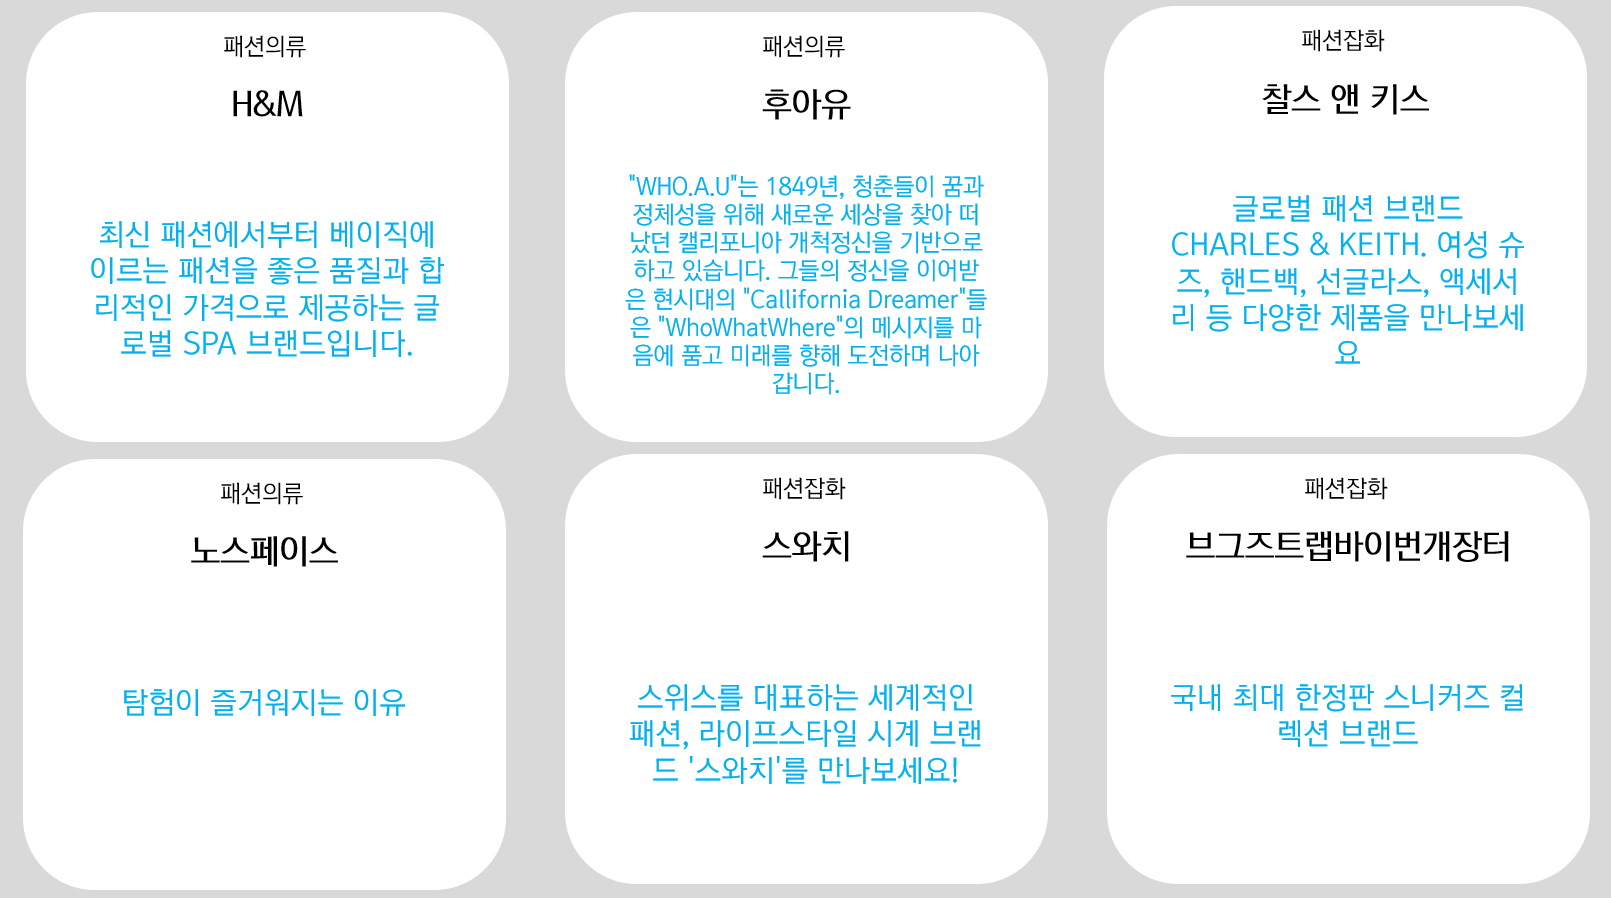 패션의류
H&M
최신 패션에서부터 베이직에
이르는 패션을 좋은 품질과 합
리적인 가격으로 제공하는 글
로벌 SPA 브랜드입니다.
패션의류
후아유
"WHO.A.U"는 1849년, 청춘들이 꿈과
정체성을 위해 새로운 세상을 찾아 떠
났던 캘리포니아 개척정신을 기반으로
하고 있습니다. 그들의 정신을 이어받
은 현시대의 "Callifornia Dreamer"들
은 "WhoWhatWhere"의 메시지를 마
음에 품고 미래를 향해 도전하며 나아
갑니다.
패션잡화
찰스 앤 키스
글로벌 패션 브랜드
CHARLES & KEITH. 여성 슈
즈, 핸드백, 선글라스, 액세서
리 등 다양한 제품을 만나보세
요
패션의류
노스페이스
탐험이 즐거워지는 이유
패션잡화
스와치
스위스를 대표하는 세계적인
패션, 라이프스타일 시계 브랜
드 '스와치'를 만나보세요!
패션잡화
브그즈트랩바이번개장터
국내 최대 한정판 스니커즈 컬
렉션 브랜드